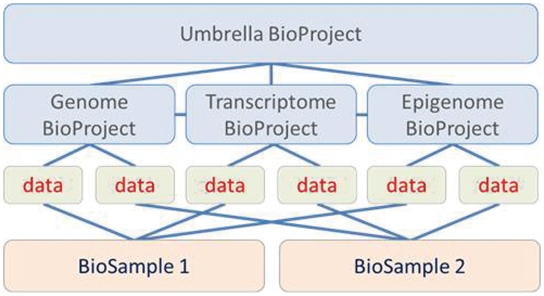 Umbrella BioProject
Genome Transcriptome Epigenome
BioProject BioProject BioProject
data data data data data data
BioSample 1 BioSample 2